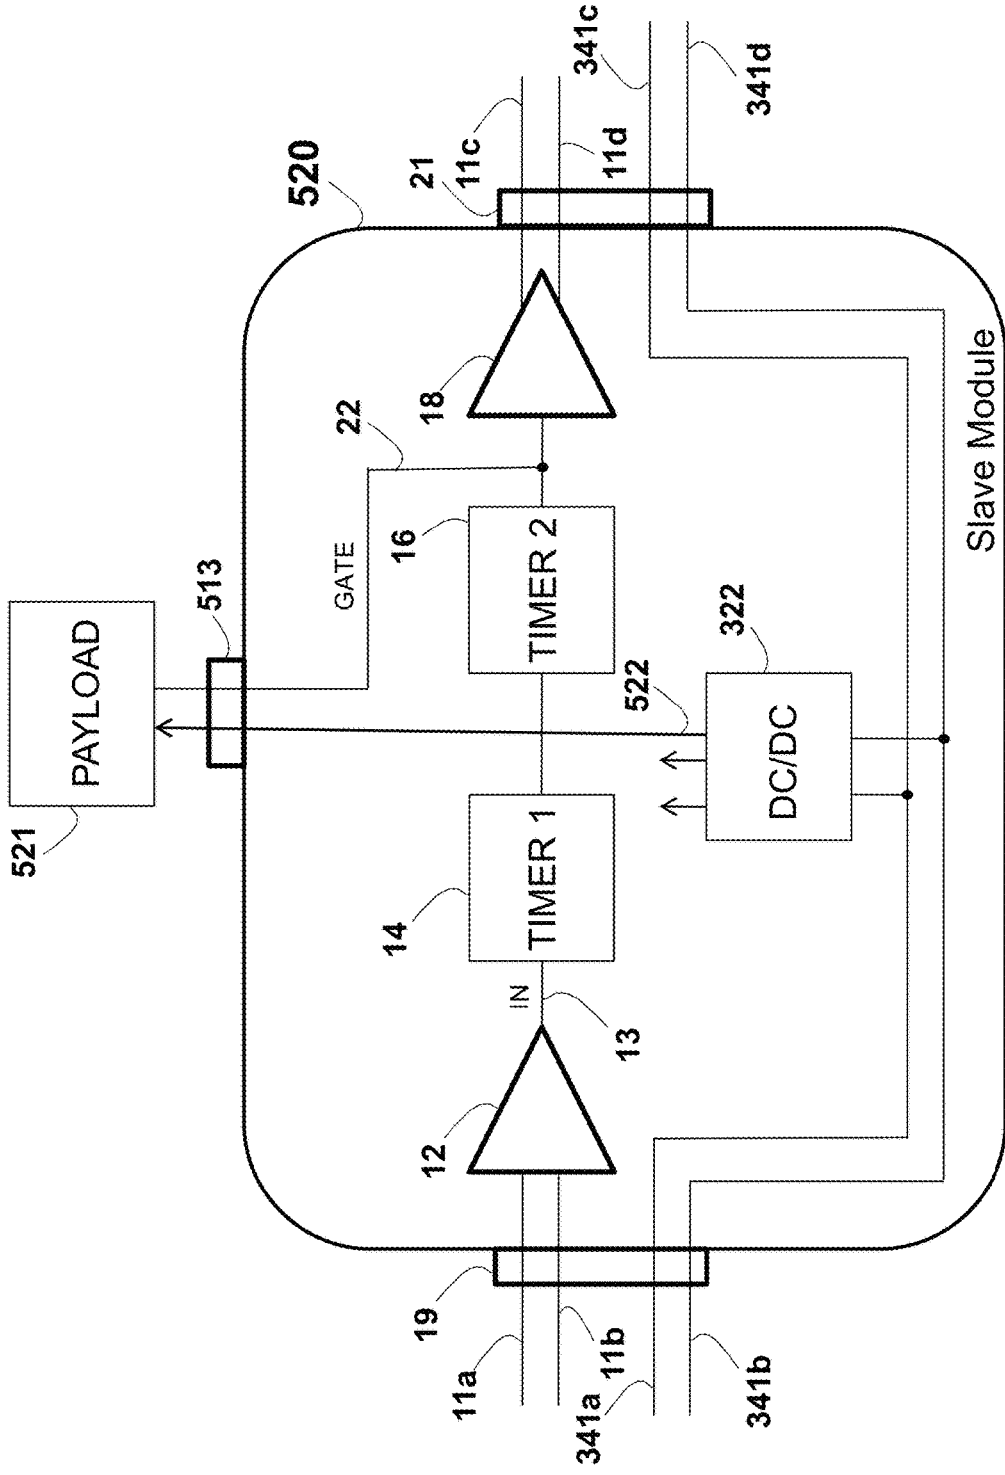 521
PAYLOAD
513
520
GATE
22
19
11a
11b
12
IN
13
14
TIMER 1
16
TIMER 2
18
21
11c
11d
341a
341b
522
322
DC/DC
341c
341d
Slave Module